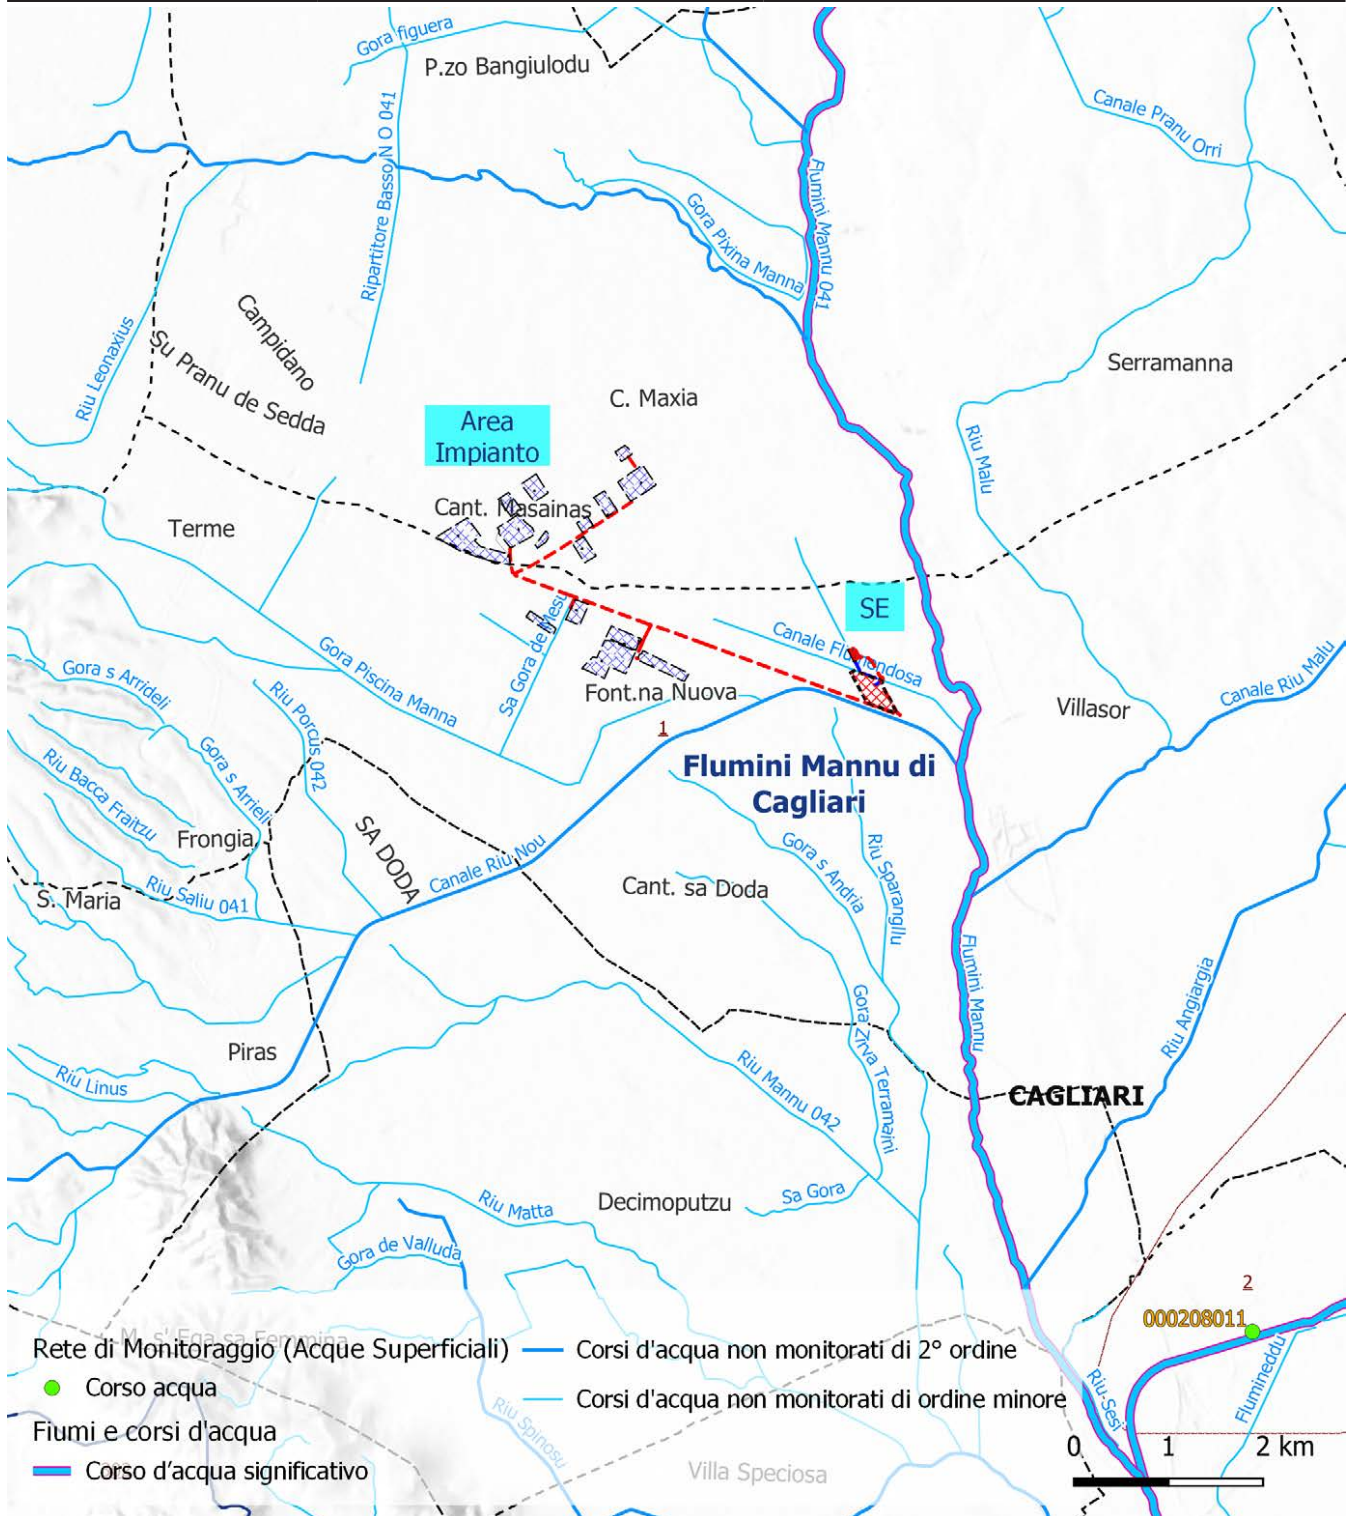 Gora figuera
P.zo Bangiulodu
Canale Pranu Orri
Ripartitore Basso N O 041
Flumini Mannu 041
Gora Pixina Manna
Campidano
Su Pranu de Sedda
Riu Leonaxius
Serramanna
C. Maxia
Area
Impianto
Riu Malu
Cant. Masainas
Terme
SE
Sa Gora de Mesu
Canale Flumendosa
Gora Piscina Manna
Gora s Arrideli
Riu Porcus 042
Font.na Nuova
Canale Riu Malu
Villasor
1
Gora s Arrieli
Riu Bacca Fraitzu
Flumini Mannu di
Cagliari
Frongia
SA DODA
Canale Riu Nou
Gora s Andria
Riu Sparangllu
Cant. sa Doda
S. Maria
Riu Saliu 041
Flumini Mannu
Riu Angiargia
Gora Zirva Terramaini
Piras
Riu Linus
Riu Mannu 042
CAGLIARI
Decimoputzu
Sa Gora
Riu Matta
Gora de Valluda
2
000208011
M. s' Ega sa Femmina
Rete di Monitoraggio (Acque Superficiali)
Corso acqua
Fiumi e corsi d'acqua
Corso d'acqua significativo
Corsi d'acqua non monitorati di 2° ordine
Corsi d'acqua non monitorati di ordine minore
Riu Spinosu
Riu-Sesi
Flumineddu
Villa Speciosa
0 1 2 km